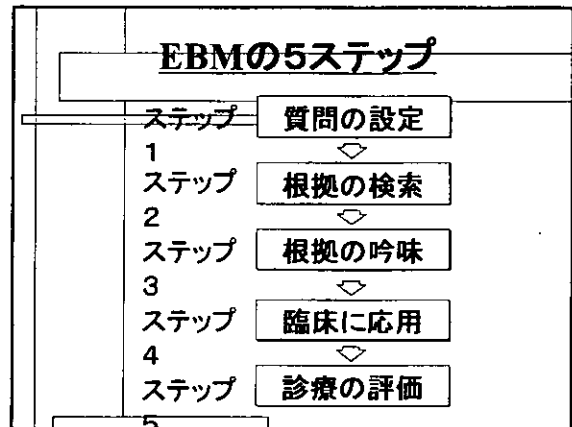 EBMの5ステップ
ステップ 質問の設定
1
ステップ 根拠の検索
2
ステップ 根拠の吟味
3
ステップ 臨床に応用
4
ステップ 診療の評価
5